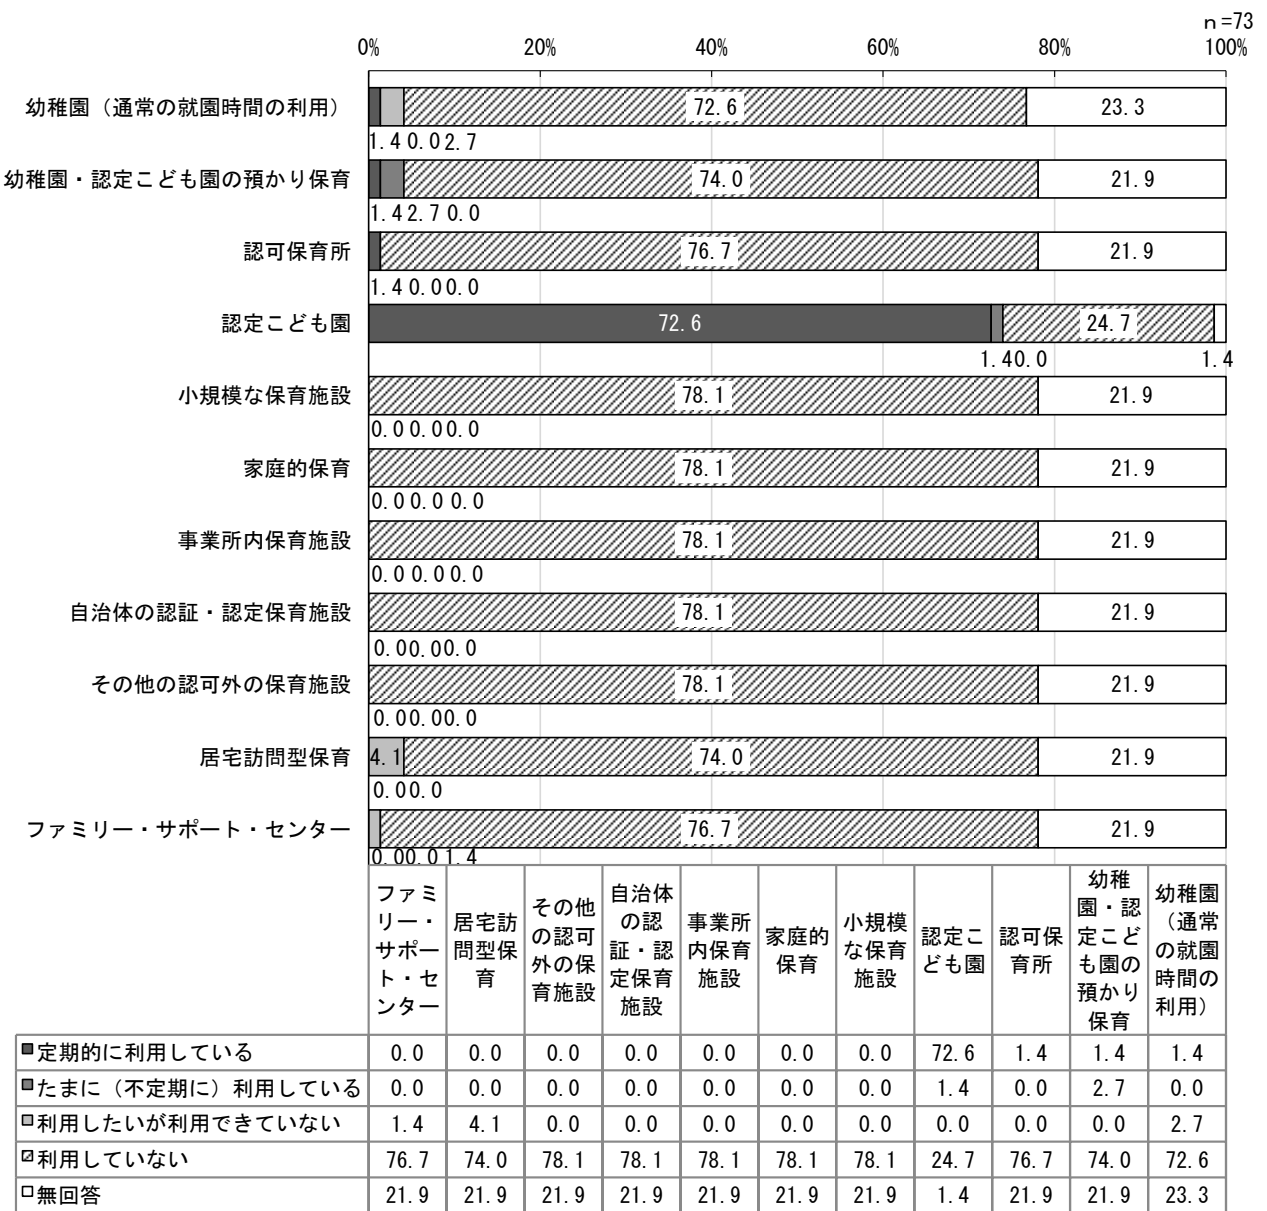 n=73
0% 20% 40% 60% 80% 100%
幼稚園（通常の就園時間の利用） 72.6 23.3
1.4 0.0 2.7
幼稚園・認定こども園の預かり保育 74.0 21.9
1.4 2.7 0.0
認可保育所 76.7 21.9
1.4 0.0 0.0
認定こども園 72.6 24.7
1.4 0.0 1.4
小規模な保育施設 78.1 21.9
0.0 0.0 0.0
家庭的保育 78.1 21.9
0.0 0.0 0.0
事業所内保育施設 78.1 21.9
0.0 0.0 0.0
自治体の認証・認定保育施設 78.1 21.9
0.0 0.0 0.0
その他の認可外の保育施設 78.1 21.9
0.0 0.0 0.0
居宅訪問型保育 4.1 74.0 21.9
0.0 0.0
ファミリー・サポート・センター 76.7 21.9
0.0 0.0 1.4
ファミ
リー・
サポー
ト・セ
ンター
居宅訪
問型保
育
その他
の認可
外の保
育施設
自治体
の認
証・認
定保育
施設
事業所
内保育
施設
家庭的
保育
小規模
な保育
施設
認定こ
ども園
認可保
育所
幼稚
園・認
定こど
も園の
預かり
保育
幼稚園
（通常
の就園
時間の
利用）
定期的に利用している 0.0 0.0 0.0 0.0 0.0 0.0 0.0 72.6 1.4 1.4 1.4
たまに（不定期に）利用している 0.0 0.0 0.0 0.0 0.0 0.0 0.0 1.4 0.0 2.7 0.0
利用したいが利用できていない 1.4 4.1 0.0 0.0 0.0 0.0 0.0 0.0 0.0 0.0 2.7
利用していない 76.7 74.0 78.1 78.1 78.1 78.1 78.1 24.7 76.7 74.0 72.6
無回答 21.9 21.9 21.9 21.9 21.9 21.9 21.9 1.4 21.9 21.9 23.3